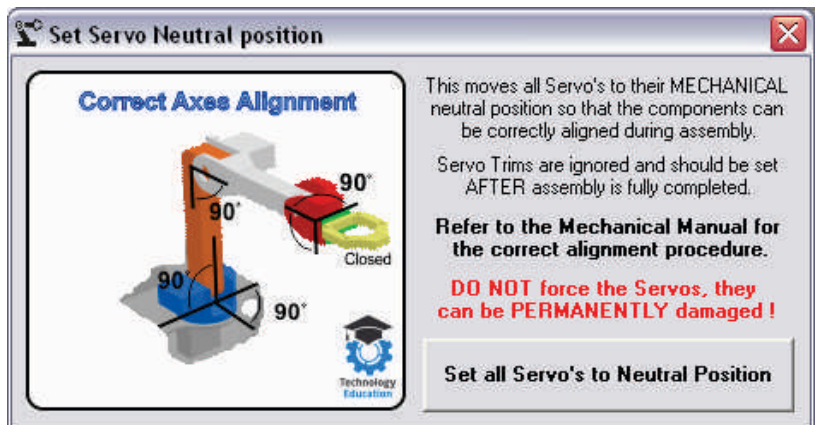 Set Servo Neutral position
Correct Axes Alignment
90°
90°
Closed
90°
90°
Technology
Education
This moves all Servo's to their MECHANICAL
neutral position so that the components can
be correctly aligned during assembly.
Servo Trims are ignored and should be set
AFTER assembly is fully completed.
Refer to the Mechanical Manual for
the correct alignment procedure.
DO NOT force the Servos, they
can be PERMANENTLY damaged !
Set all Servo's to Neutral Position